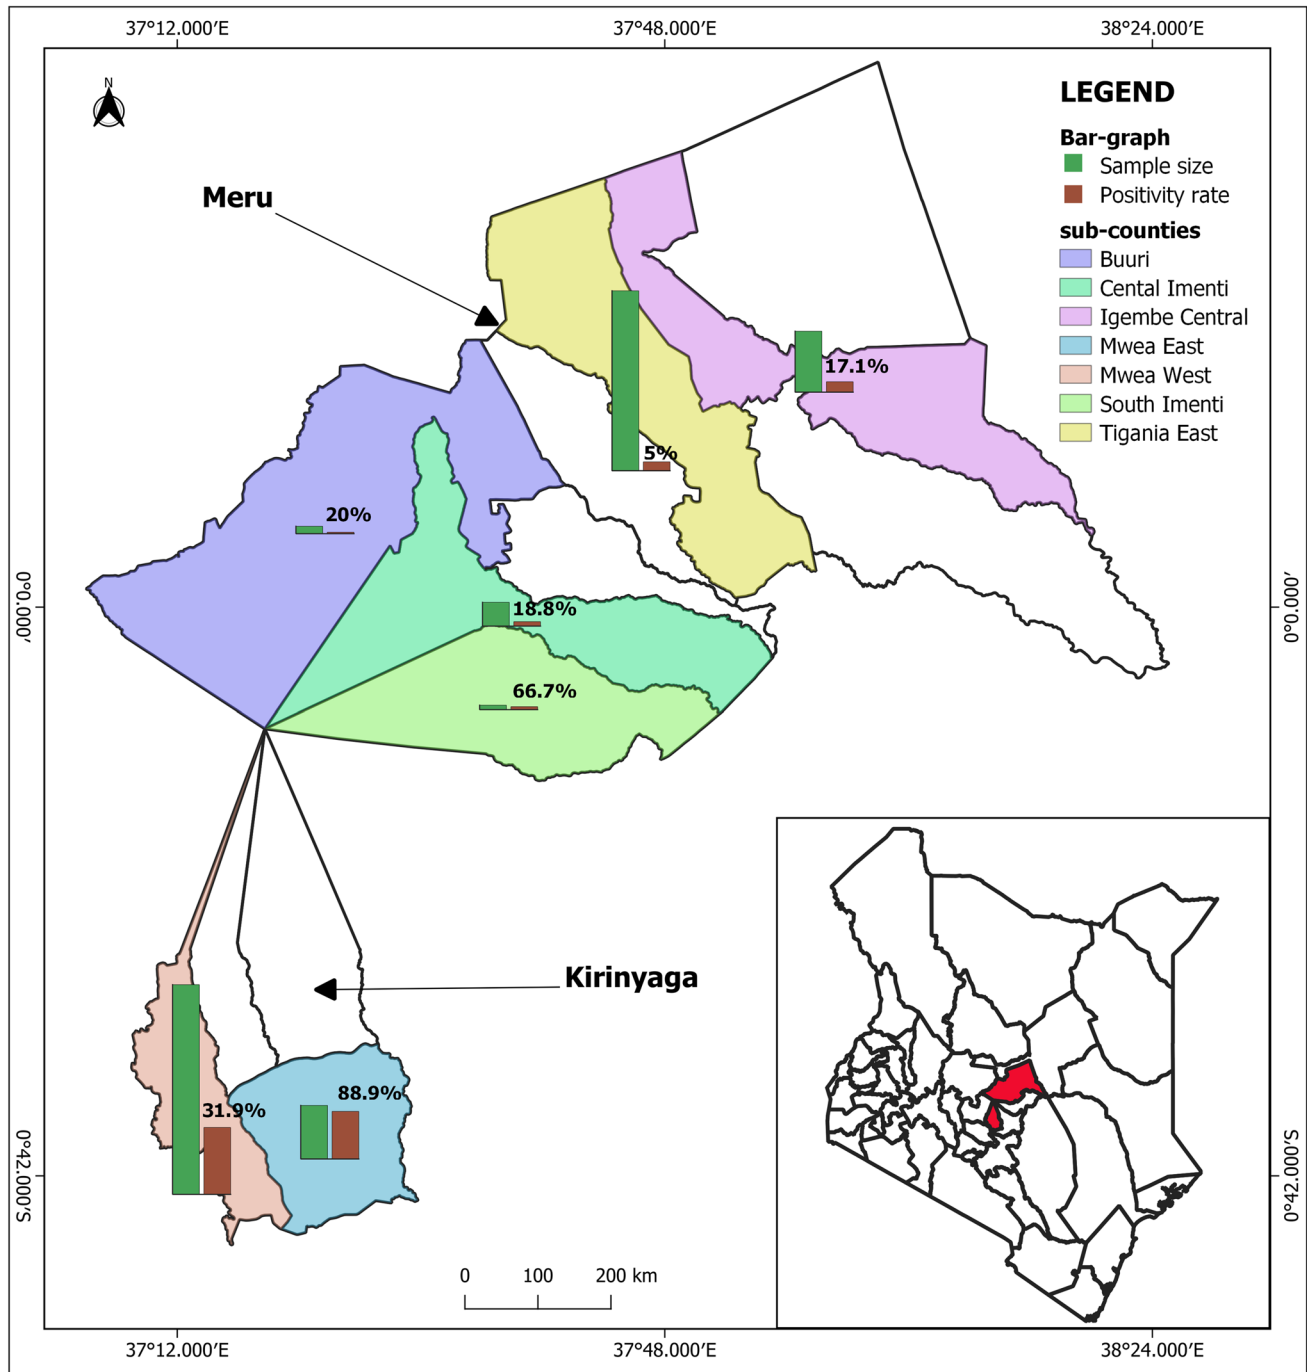 37°12.000′E 37°48.000′E 38°24.000′E
N
LEGEND
Bar-graph
Sample size
Positivity rate
sub-counties
Buuri
Cental Imenti
Igembe Central
Mwea East
Mwea West
South Imenti
Tigania East
Meru
17.1%
5%
20%
18.8%
66.7%
0°0.000′ 0°0.000′
Kirinyaga
88.9%
31.9%
0°42.000′S 0°42.000′S
0 100 200 km
37°12.000′E 37°48.000′E 38°24.000′E